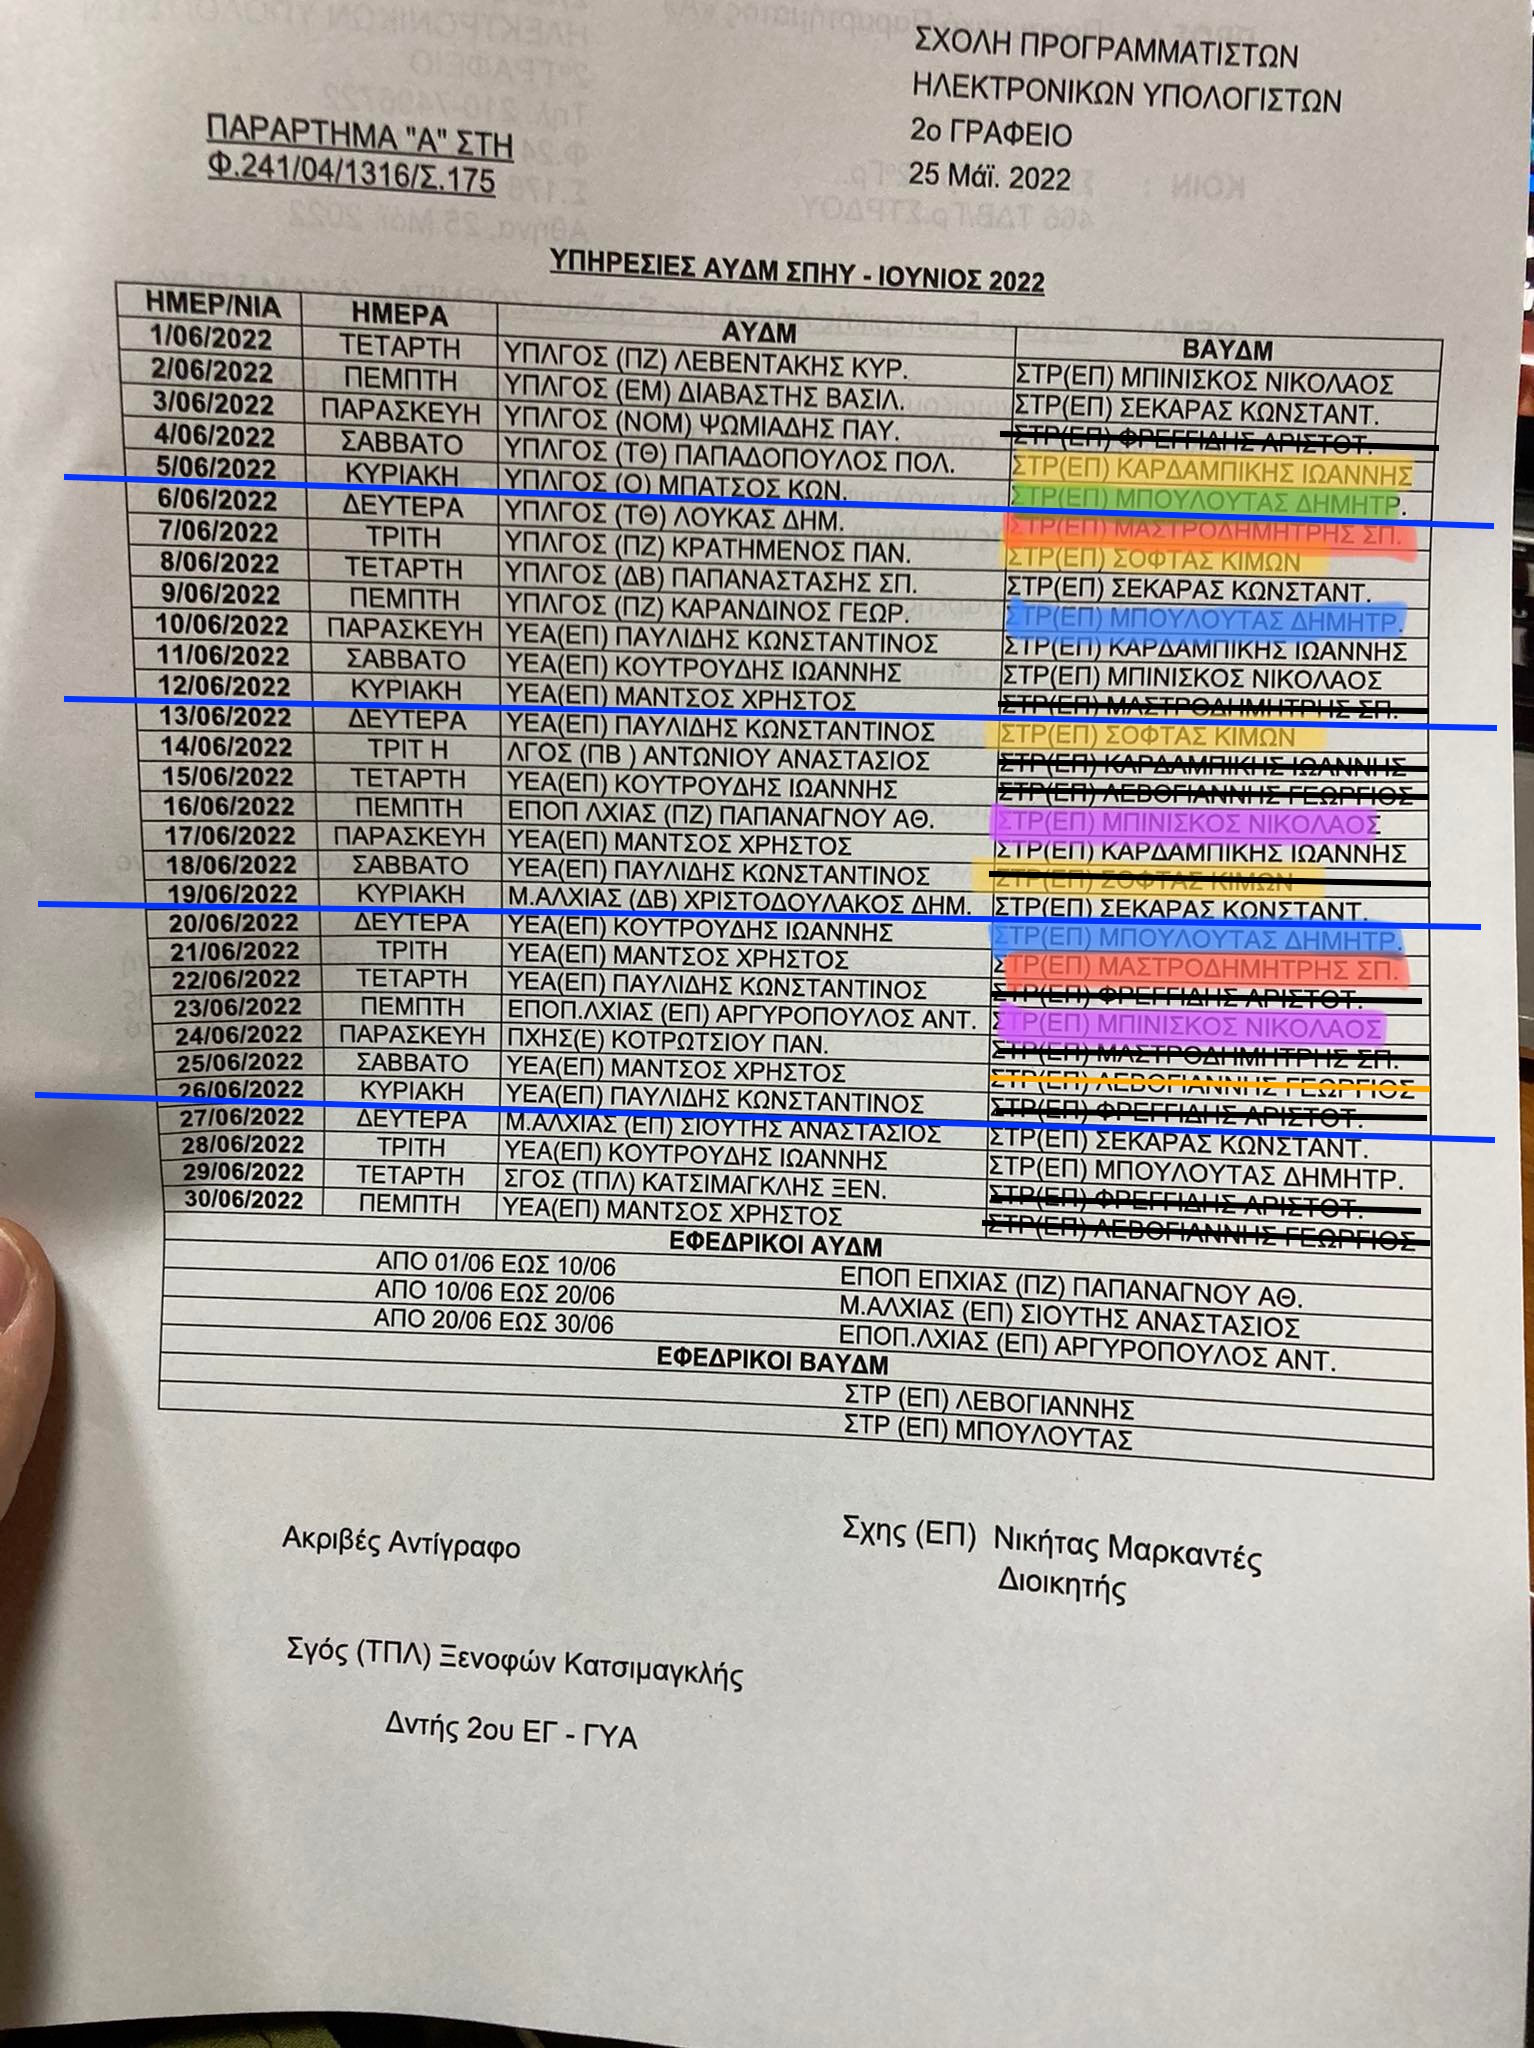 ΣΧΟΛΗ ΠΡΟΓΡΑΜΜΑΤΙΣΤΩΝ
ΗΛΕΚΤΡΟΝΙΚΩΝ ΥΠΟΛΟΓΙΣΤΩΝ
2ο ΓΡΑΦΕΙΟ
25 Μάϊ. 2022
ΠΑΡΑΡΤΗΜΑ "Α" ΣΤΗ
Φ.241/04/1316/Σ.175
ΥΠΗΡΕΣΙΕΣ ΑΥΔΜ ΣΠΗΥ - ΙΟΥΝΙΟΣ 2022
ΗΜΕΡ/ΝΙΑ ΗΜΕΡΑ ΑΥΔΜ ΒΑΥΔΜ
1/06/2022 ΤΕΤΑΡΤΗ ΥΠΛΓΟΣ (ΠΖ) ΛΕΒΕΝΤΑΚΗΣ ΚΥΡ. ΣΤΡ(ΕΠ) ΜΠΙΝΙΣΚΟΣ ΝΙΚΟΛΑΟΣ
2/06/2022 ΠΕΜΠΤΗ ΥΠΛΓΟΣ (ΕΜ) ΔΙΑΒΑΣΤΗΣ ΒΑΣΙΛ. ΣΤΡ(ΕΠ) ΣΕΚΑΡΑΣ ΚΩΝΣΤΑΝΤ.
3/06/2022 ΠΑΡΑΣΚΕΥΗ ΥΠΛΓΟΣ (ΝΟΜ) ΨΩΜΙΑΔΗΣ ΠΑΥ. ΣΤΡ(ΕΠ) ΦΡΕΓΓΙΔΗΣ ΑΡΙΣΤΟΤ.
4/06/2022 ΣΑΒΒΑΤΟ ΥΠΛΓΟΣ (ΤΘ) ΠΑΠΑΔΟΠΟΥΛΟΣ ΠΟΛ. ΣΤΡ(ΕΠ) ΚΑΡΔΑΜΠΙΚΗΣ ΙΩΑΝΝΗΣ
5/06/2022 ΚΥΡΙΑΚΗ ΥΠΛΓΟΣ (Ο) ΜΠΑΤΣΟΣ ΚΩΝ. ΣΤΡ(ΕΠ) ΜΠΟΥΛΟΥΤΑΣ ΔΗΜΗΤΡ.
6/06/2022 ΔΕΥΤΕΡΑ ΥΠΛΓΟΣ (ΤΘ) ΛΟΥΚΑΣ ΔΗΜ. ΣΤΡ(ΕΠ) ΜΑΣΤΡΟΔΗΜΗΤΡΗΣ ΣΠ.
7/06/2022 ΤΡΙΤΗ ΥΠΛΓΟΣ (ΠΖ) ΚΡΑΤΗΜΕΝΟΣ ΠΑΝ. ΣΤΡ(ΕΠ) ΣΟΦΤΑΣ ΚΙΜΩΝ
8/06/2022 ΤΕΤΑΡΤΗ ΥΠΛΓΟΣ (ΔΒ) ΠΑΠΑΝΑΣΤΑΣΗΣ ΣΠ. ΣΤΡ(ΕΠ) ΣΕΚΑΡΑΣ ΚΩΝΣΤΑΝΤ.
9/06/2022 ΠΕΜΠΤΗ ΥΠΛΓΟΣ (ΠΖ) ΚΑΡΑΝΔΙΝΟΣ ΓΕΩΡ. ΣΤΡ(ΕΠ) ΜΠΟΥΛΟΥΤΑΣ ΔΗΜΗΤΡ.
10/06/2022 ΠΑΡΑΣΚΕΥΗ ΥΕΑ(ΕΠ) ΠΑΥΛΙΔΗΣ ΚΩΝΣΤΑΝΤΙΝΟΣ ΣΤΡ(ΕΠ) ΚΑΡΔΑΜΠΙΚΗΣ ΙΩΑΝΝΗΣ
11/06/2022 ΣΑΒΒΑΤΟ ΥΕΑ(ΕΠ) ΚΟΥΤΡΟΥΔΗΣ ΙΩΑΝΝΗΣ ΣΤΡ(ΕΠ) ΜΠΙΝΙΣΚΟΣ ΝΙΚΟΛΑΟΣ
12/06/2022 ΚΥΡΙΑΚΗ ΥΕΑ(ΕΠ) ΜΑΝΤΣΟΣ ΧΡΗΣΤΟΣ ΣΤΡ(ΕΠ) ΜΑΣΤΡΟΔΗΜΗΤΡΗΣ ΣΠ.
13/06/2022 ΔΕΥΤΕΡΑ ΥΕΑ(ΕΠ) ΠΑΥΛΙΔΗΣ ΚΩΝΣΤΑΝΤΙΝΟΣ ΣΤΡ(ΕΠ) ΣΟΦΤΑΣ ΚΙΜΩΝ
14/06/2022 ΤΡΙΤ Η ΛΓΟΣ (ΠΒ ) ΑΝΤΩΝΙΟΥ ΑΝΑΣΤΑΣΙΟΣ ΣΤΡ(ΕΠ) ΚΑΡΔΑΜΠΙΚΗΣ ΙΩΑΝΝΗΣ
15/06/2022 ΤΕΤΑΡΤΗ ΥΕΑ(ΕΠ) ΚΟΥΤΡΟΥΔΗΣ ΙΩΑΝΝΗΣ ΣΤΡ(ΕΠ) ΛΕΒΟΓΙΑΝΝΗΣ ΓΕΩΡΓΙΟΣ
16/06/2022 ΠΕΜΠΤΗ ΕΠΟΠ ΛΧΙΑΣ (ΠΖ) ΠΑΠΑΝΑΓΝΟΥ ΑΘ. ΣΤΡ(ΕΠ) ΜΠΙΝΙΣΚΟΣ ΝΙΚΟΛΑΟΣ
17/06/2022 ΠΑΡΑΣΚΕΥΗ ΥΕΑ(ΕΠ) ΜΑΝΤΣΟΣ ΧΡΗΣΤΟΣ ΣΤΡ(ΕΠ) ΚΑΡΔΑΜΠΙΚΗΣ ΙΩΑΝΝΗΣ
18/06/2022 ΣΑΒΒΑΤΟ ΥΕΑ(ΕΠ) ΠΑΥΛΙΔΗΣ ΚΩΝΣΤΑΝΤΙΝΟΣ ΣΤΡ(ΕΠ) ΣΟΦΤΑΣ ΚΙΜΩΝ
19/06/2022 ΚΥΡΙΑΚΗ Μ.ΑΛΧΙΑΣ (ΔΒ) ΧΡΙΣΤΟΔΟΥΛΑΚΟΣ ΔΗΜ. ΣΤΡ(ΕΠ) ΣΕΚΑΡΑΣ ΚΩΝΣΤΑΝΤ.
20/06/2022 ΔΕΥΤΕΡΑ ΥΕΑ(ΕΠ) ΚΟΥΤΡΟΥΔΗΣ ΙΩΑΝΝΗΣ ΣΤΡ(ΕΠ) ΜΠΟΥΛΟΥΤΑΣ ΔΗΜΗΤΡ.
21/06/2022 ΤΡΙΤΗ ΥΕΑ(ΕΠ) ΜΑΝΤΣΟΣ ΧΡΗΣΤΟΣ ΣΤΡ(ΕΠ) ΜΑΣΤΡΟΔΗΜΗΤΡΗΣ ΣΠ.
22/06/2022 ΤΕΤΑΡΤΗ ΥΕΑ(ΕΠ) ΠΑΥΛΙΔΗΣ ΚΩΝΣΤΑΝΤΙΝΟΣ ΣΤΡ(ΕΠ) ΦΡΕΓΓΙΔΗΣ ΑΡΙΣΤΟΤ.
23/06/2022 ΠΕΜΠΤΗ ΕΠΟΠ.ΛΧΙΑΣ (ΕΠ) ΑΡΓΥΡΟΠΟΥΛΟΣ ΑΝΤ. ΣΤΡ(ΕΠ) ΜΠΙΝΙΣΚΟΣ ΝΙΚΟΛΑΟΣ
24/06/2022 ΠΑΡΑΣΚΕΥΗ ΠΧΗΣ(Ε) ΚΟΤΡΩΤΣΙΟΥ ΠΑΝ. ΣΤΡ(ΕΠ) ΜΑΣΤΡΟΔΗΜΗΤΡΗΣ ΣΠ.
25/06/2022 ΣΑΒΒΑΤΟ ΥΕΑ(ΕΠ) ΜΑΝΤΣΟΣ ΧΡΗΣΤΟΣ ΣΤΡ(ΕΠ) ΛΕΒΟΓΙΑΝΝΗΣ ΓΕΩΡΓΙΟΣ
26/06/2022 ΚΥΡΙΑΚΗ ΥΕΑ(ΕΠ) ΠΑΥΛΙΔΗΣ ΚΩΝΣΤΑΝΤΙΝΟΣ ΣΤΡ(ΕΠ) ΦΡΕΓΓΙΔΗΣ ΑΡΙΣΤΟΤ.
27/06/2022 ΔΕΥΤΕΡΑ Μ.ΑΛΧΙΑΣ (ΕΠ) ΣΙΟΥΤΗΣ ΑΝΑΣΤΑΣΙΟΣ ΣΤΡ(ΕΠ) ΣΕΚΑΡΑΣ ΚΩΝΣΤΑΝΤ.
28/06/2022 ΤΡΙΤΗ ΥΕΑ(ΕΠ) ΚΟΥΤΡΟΥΔΗΣ ΙΩΑΝΝΗΣ ΣΤΡ(ΕΠ) ΜΠΟΥΛΟΥΤΑΣ ΔΗΜΗΤΡ.
29/06/2022 ΤΕΤΑΡΤΗ ΣΓΟΣ (ΤΠΛ) ΚΑΤΣΙΜΑΓΚΛΗΣ ΞΕΝ. ΣΤΡ(ΕΠ) ΦΡΕΓΓΙΔΗΣ ΑΡΙΣΤΟΤ.
30/06/2022 ΠΕΜΠΤΗ ΥΕΑ(ΕΠ) ΜΑΝΤΣΟΣ ΧΡΗΣΤΟΣ ΣΤΡ(ΕΠ) ΛΕΒΟΓΙΑΝΝΗΣ ΓΕΩΡΓΙΟΣ
ΕΦΕΔΡΙΚΟΙ ΑΥΔΜ
ΑΠΟ 01/06 ΕΩΣ 10/06 ΕΠΟΠ ΕΠΧΙΑΣ (ΠΖ) ΠΑΠΑΝΑΓΝΟΥ ΑΘ.
ΑΠΟ 10/06 ΕΩΣ 20/06 Μ.ΑΛΧΙΑΣ (ΕΠ) ΣΙΟΥΤΗΣ ΑΝΑΣΤΑΣΙΟΣ
ΑΠΟ 20/06 ΕΩΣ 30/06 ΕΠΟΠ.ΛΧΙΑΣ (ΕΠ) ΑΡΓΥΡΟΠΟΥΛΟΣ ΑΝΤ.
ΕΦΕΔΡΙΚΟΙ ΒΑΥΔΜ
ΣΤΡ (ΕΠ) ΛΕΒΟΓΙΑΝΝΗΣ
ΣΤΡ (ΕΠ) ΜΠΟΥΛΟΥΤΑΣ
Ακριβές Αντίγραφο
Σχης (ΕΠ) Νικήτας Μαρκαντές
Διοικητής
Σγός (ΤΠΛ) Ξενοφών Κατσιμαγκλής
Δντής 2ου ΕΓ - ΓΥΑ